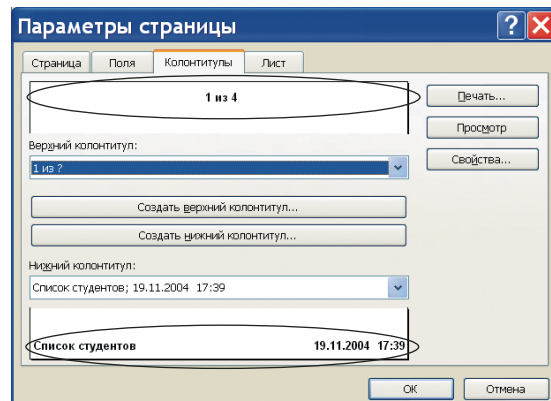 Параметры страницы
Страница Поля Колонтитулы Лист
1 из 4
Печать...
Просмотр
Верхний колонтитул:
Свойства...
1 из ?
Создать верхний колонтитул...
Создать нижний колонтитул...
Нижний колонтитул:
Список студентов; 19.11.2004 17:39
Список студентов 19.11.2004 17:39
ОК Отмена